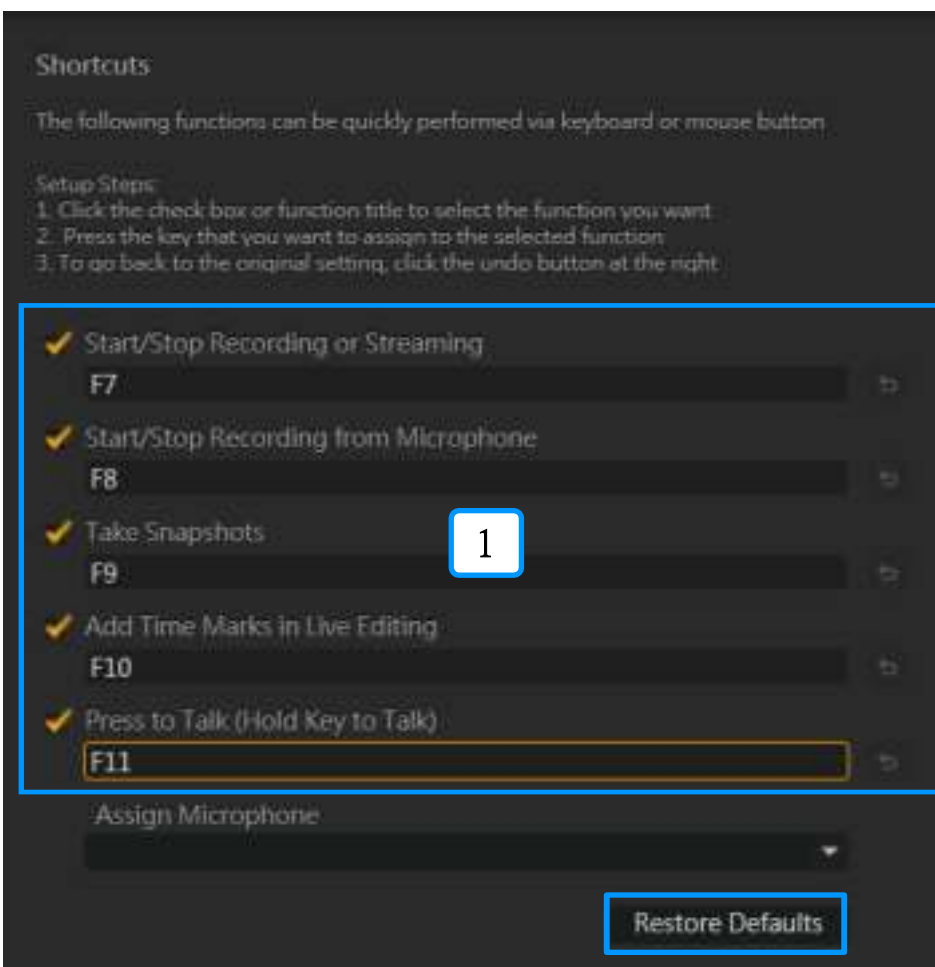 Shortcuts
The following functions can be quickly performed via keyboard or mouse button
Setup Steps:
1. Click the check box or function title to select the function you want
2. Press the key that you want to assign to the selected function
3. To go back to the original setting, click the undo button at the right
Start/Stop Recording or Streaming
F7
Start/Stop Recording from Microphone
F8
Take Snapshots
1
F9
Add Time Marks in Live Editing
F10
Press to Talk (Hold Key to Talk)
F11
Assign Microphone
Restore Defaults